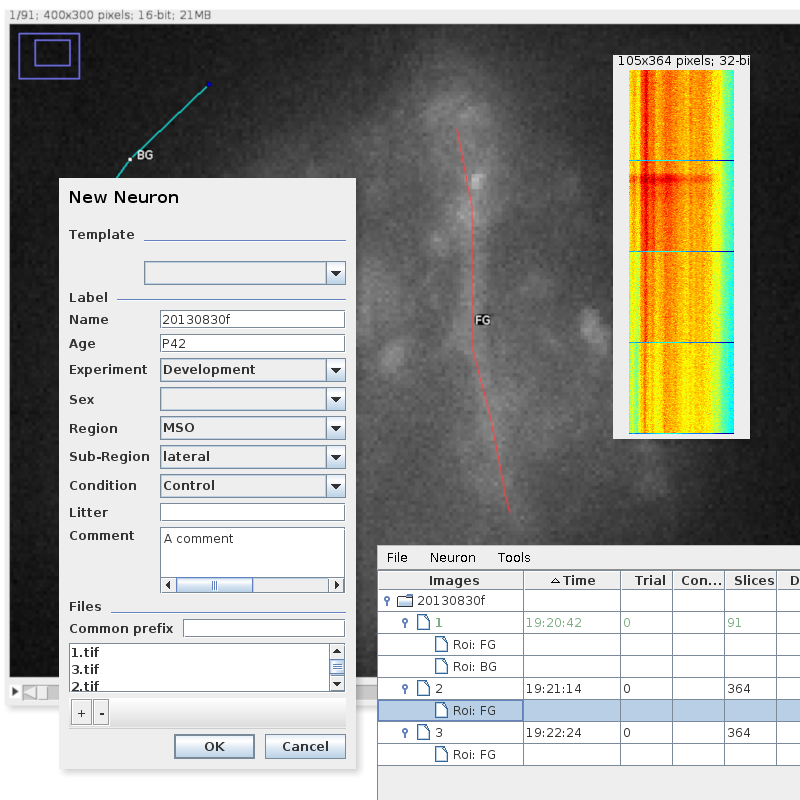 1/91; 400x300 pixels; 16-bit; 21MB
105x364 pixels; 32-bi
BG
New Neuron
Template
Label
Name 20130830f
Age P42
Experiment Development
Sex
Region MSO
Sub-Region lateral
Condition Control
Litter
Comment A comment
Files
Common prefix
1.tif
3.tif
2.tif
+ -
OK Cancel
FG
File Neuron Tools
Images Time Trial Con... Slices D
20130830f
1 19:20:42 0 91
Roi: FG
Roi: BG
2 19:21:14 0 364
Roi: FG
3 19:22:24 0 364
Roi: FG